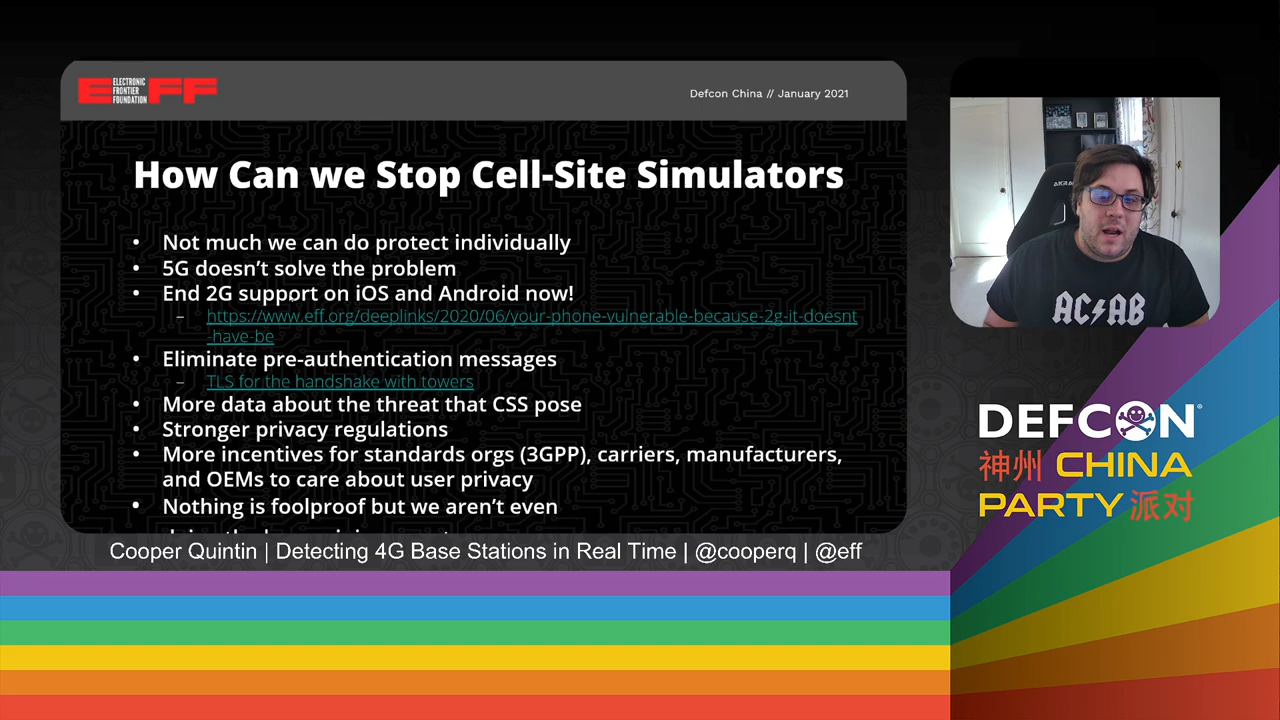 EFF ELECTRONIC FRONTIER FOUNDATION
Defcon China // January 2021
How Can we Stop Cell-Site Simulators
• Not much we can do protect individually
• 5G doesn't solve the problem
• End 2G support on iOS and Android now!
– https://www.eff.org/deeplinks/2020/06/your-phone-vulnerable-because-2g-it-doesnt
-have-be
• Eliminate pre-authentication messages
– TLS for the handshake with towers
• More data about the threat that CSS pose
• Stronger privacy regulations
• More incentives for standards orgs (3GPP), carriers, manufacturers,
and OEMs to care about user privacy
• Nothing is foolproof but we aren't even
Cooper Quintin | Detecting 4G Base Stations in Real Time | @cooperq | @eff
AKRA
AC⚡AB
DEFCON®
神州 CHINA
PARTY 派对